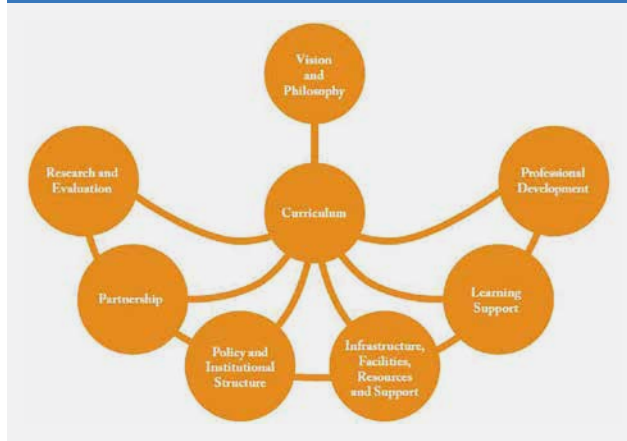 Vision
and
Philosophy
Research and
Evaluation
Professional
Development
Curriculum
Partnership
Learning
Support
Policy and
Institutional
Structure
Infrastructure,
Facilities,
Resources
and Support